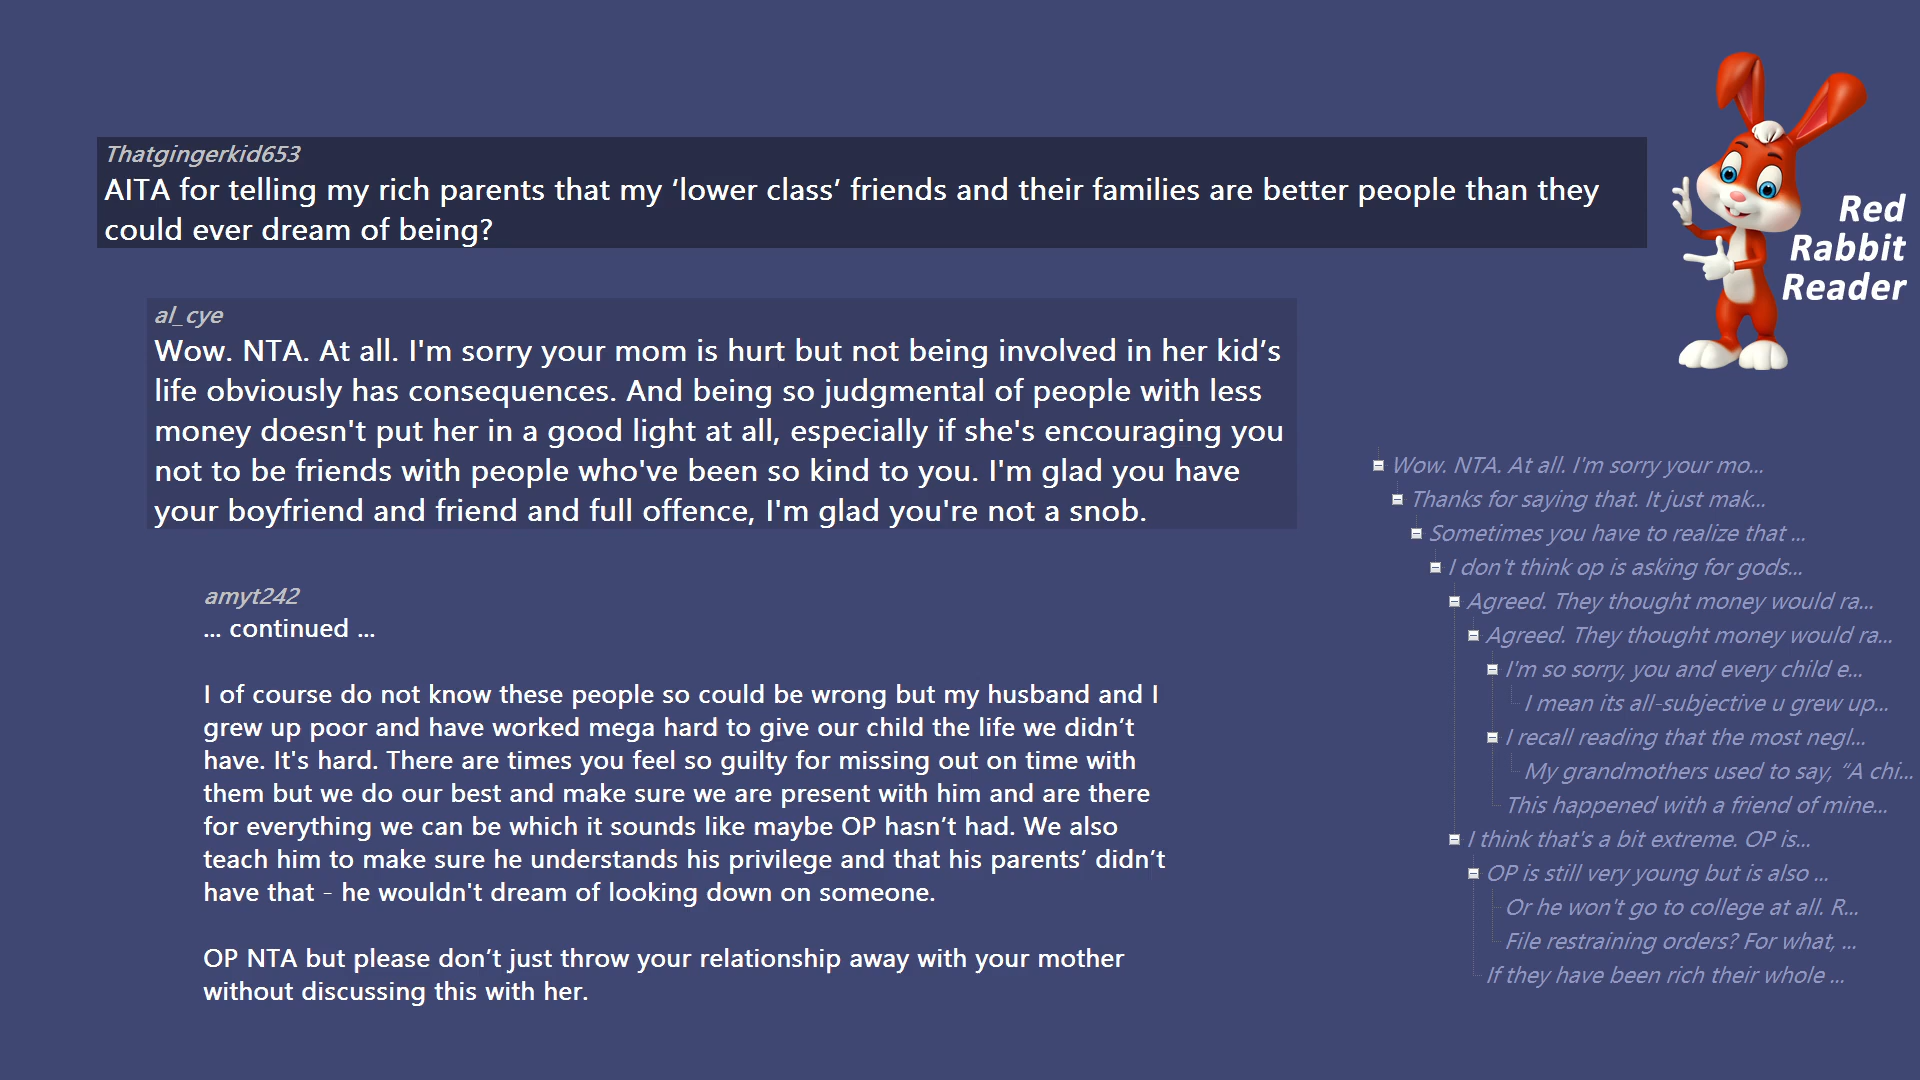 Thatgingerkid653
AITA for telling my rich parents that my ‘lower class’ friends and their families are better people than they
could ever dream of being?
Red
Rabbit
Reader
al_cye
Wow. NTA. At all. I'm sorry your mom is hurt but not being involved in her kid’s
life obviously has consequences. And being so judgmental of people with less
money doesn't put her in a good light at all, especially if she's encouraging you
not to be friends with people who've been so kind to you. I'm glad you have
your boyfriend and friend and full offence, I'm glad you're not a snob.
amyt242
... continued ...
I of course do not know these people so could be wrong but my husband and I
grew up poor and have worked mega hard to give our child the life we didn’t
have. It's hard. There are times you feel so guilty for missing out on time with
them but we do our best and make sure we are present with him and are there
for everything we can be which it sounds like maybe OP hasn’t had. We also
teach him to make sure he understands his privilege and that his parents’ didn’t
have that - he wouldn't dream of looking down on someone.
OP NTA but please don’t just throw your relationship away with your mother
without discussing this with her.
Wow. NTA. At all. I'm sorry your mo...
Thanks for saying that. It just mak...
Sometimes you have to realize that ...
I don't think op is asking for gods...
Agreed. They thought money would ra...
Agreed. They thought money would ra...
I'm so sorry, you and every child e...
I mean its all-subjective u grew up...
I recall reading that the most negl...
My grandmothers used to say, “A chi...
This happened with a friend of mine...
I think that's a bit extreme. OP is...
OP is still very young but is also ...
Or he won't go to college at all. R...
File restraining orders? For what, ...
If they have been rich their whole ...